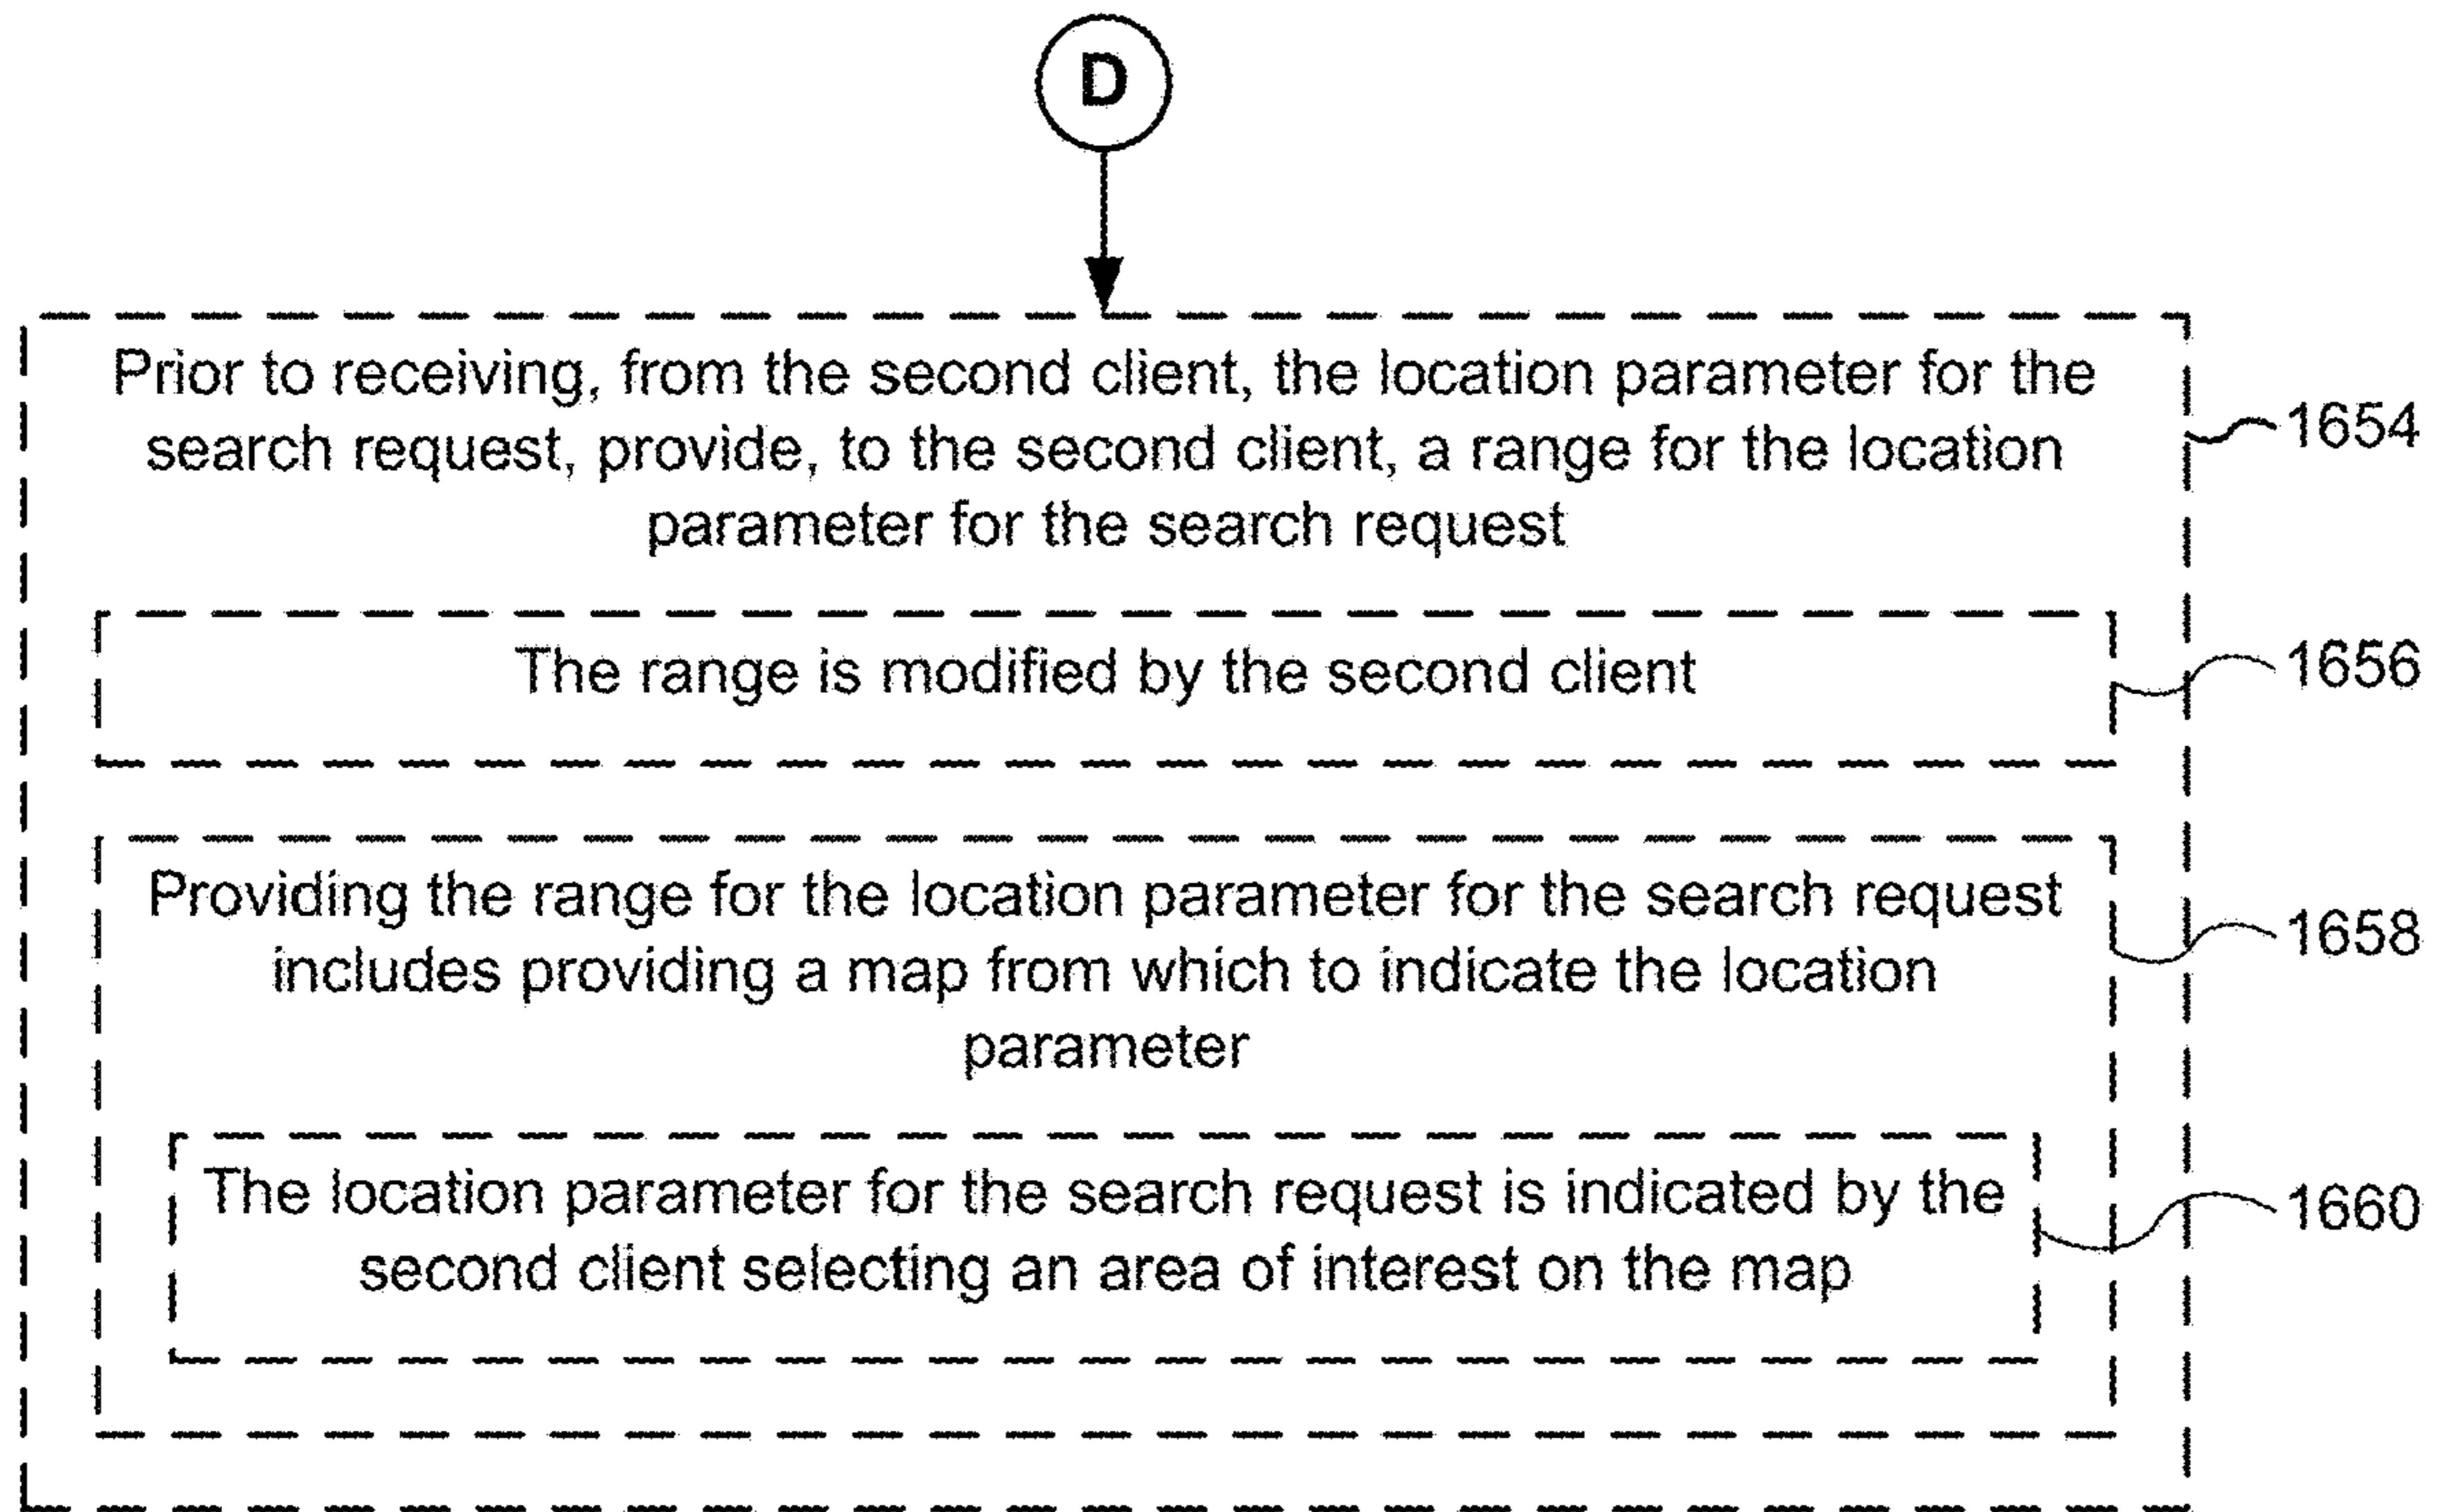 D
Prior to receiving, from the second client, the location parameter for the
search request, provide, to the second client, a range for the location
parameter for the search request
1654
The range is modified by the second client
1656
Providing the range for the location parameter for the search request
includes providing a map from which to indicate the location
parameter
1658
The location parameter for the search request is indicated by the
second client selecting an area of interest on the map
1660